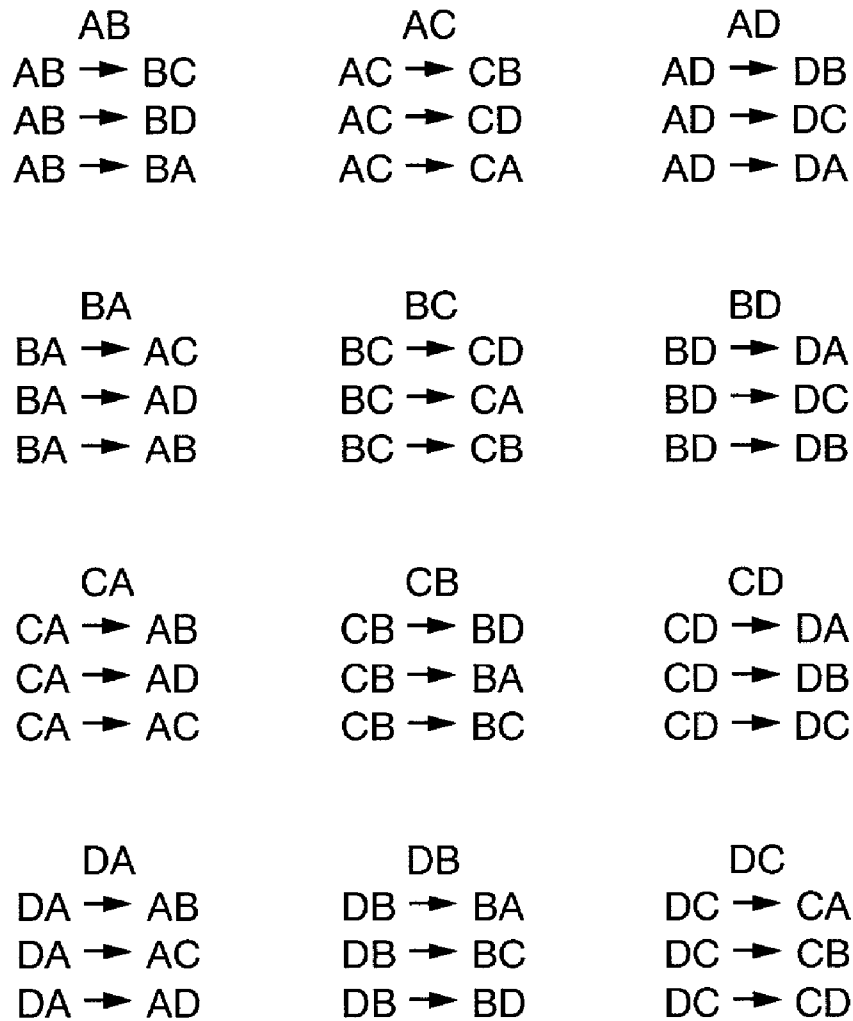 AB AC AD
AB → BC AC → CB AD → DB
AB → BD AC → CD AD → DC
AB → BA AC → CA AD → DA
BA BC BD
BA → AC BC → CD BD → DA
BA → AD BC → CA BD → DC
BA → AB BC → CB BD → DB
CA CB CD
CA → AB CB → BD CD → DA
CA → AD CB → BA CD → DB
CA → AC CB → BC CD → DC
DA DB DC
DA → AB DB → BA DC → CA
DA → AC DB → BC DC → CB
DA → AD DB → BD DC → CD